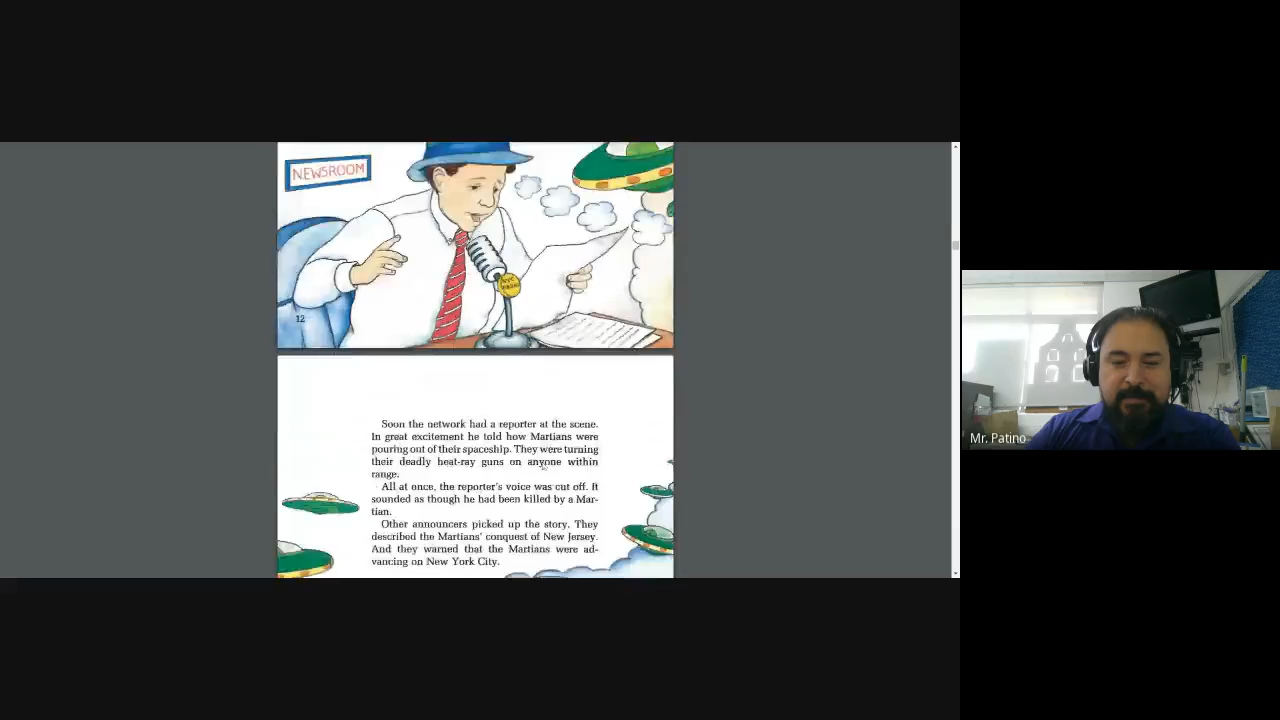 NEWSROOM
12
Soon the network had a reporter at the scene.
In great excitement he told how Martians were
pouring out of their spaceship. They were turning
their deadly heat-ray guns on anyone within
range.
All at once, the reporter's voice was cut off. It
sounded as though he had been killed by a Mar-
tian.
Other announcers picked up the story. They
described the Martians' conquest of New Jersey.
And they warned that the Martians were ad-
vancing on New York City.
Mr. Patino